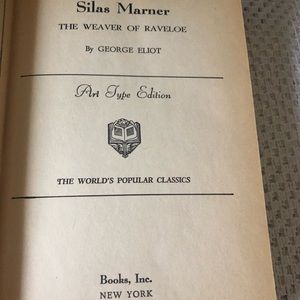 Silas Marner
THE WEAVER OF RAVELOE
By GEORGE ELIOT
Art Type Edition
THE WORLD'S POPULAR CLASSICS
Books, Inc.
NEW YORK